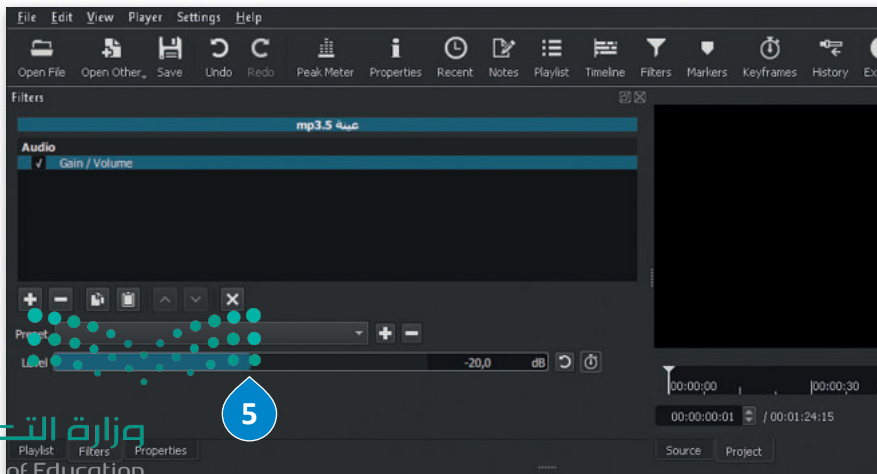 File Edit View Player Settings Help
Open File Open Other Save Undo Redo Peak Meter Properties Recent Notes Playlist Timeline Filters Markers Keyframes History
Filters
عينة 5.mp3
Audio
✓ Gain / Volume
Preset
Level -20,0 dB
5
00:00:00 00:00:30
00:00:00:01 / 00:01:24:15
وزارة
Playlist Filters Properties Source Project
of Education